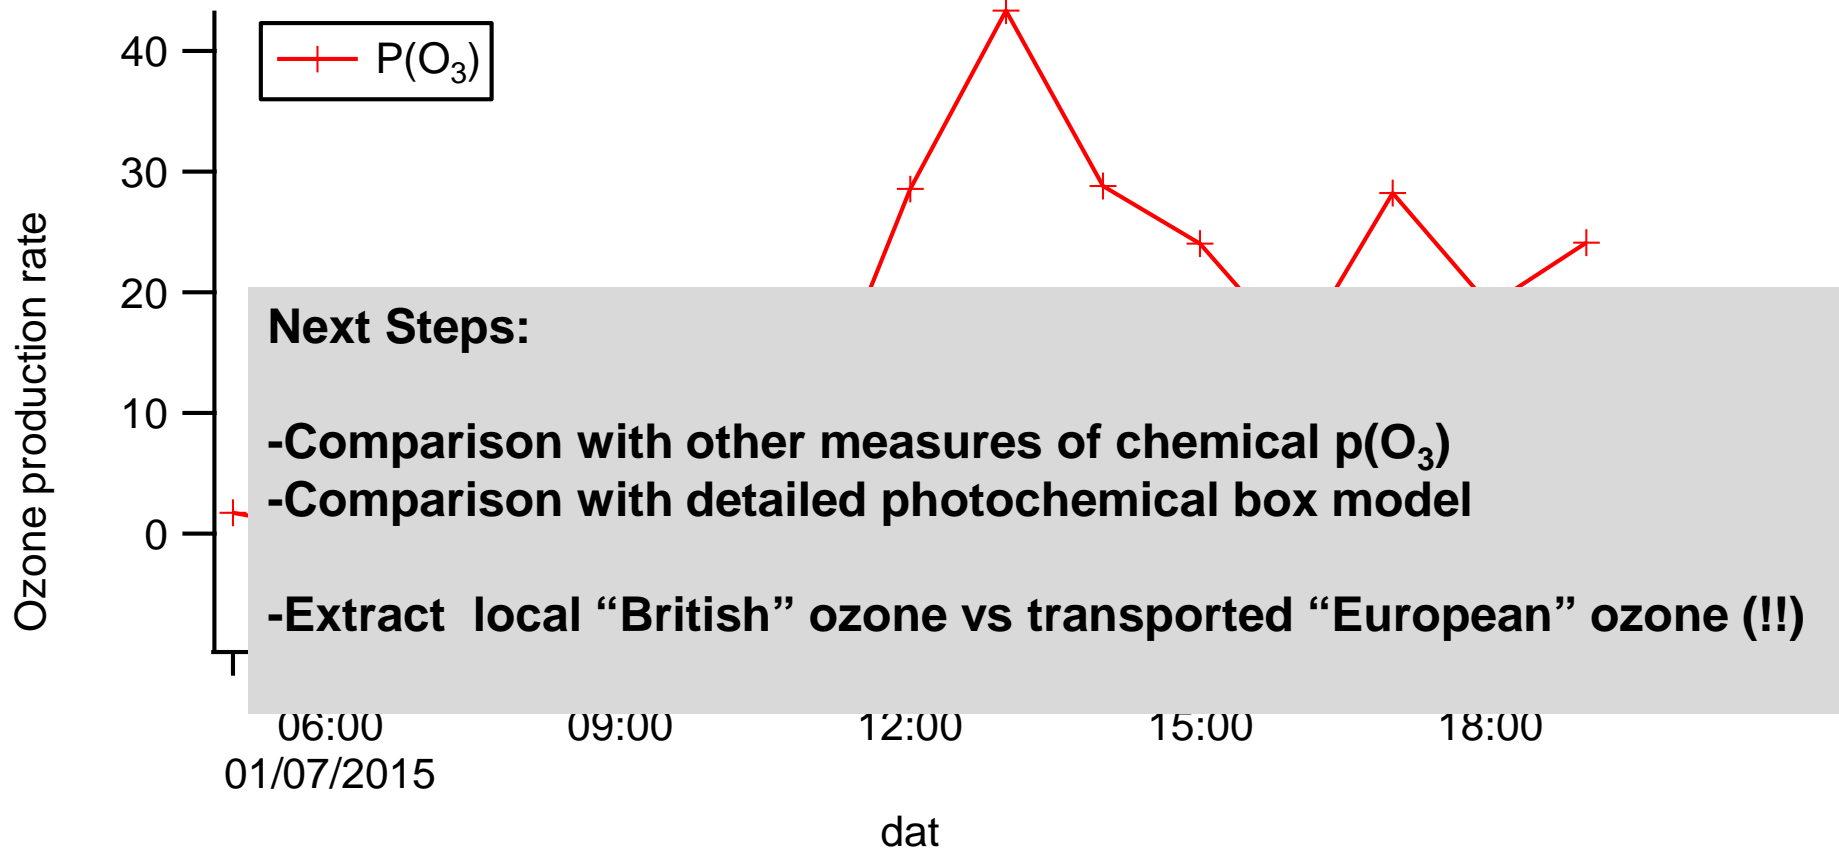 40
30
20
10
0
Ozone production rate
P(O₃)
Next Steps:
-Comparison with other measures of chemical p(O₃)
-Comparison with detailed photochemical box model
-Extract local “British” ozone vs transported “European” ozone (!!)
06:00 09:00 12:00 15:00 18:00
01/07/2015
dat